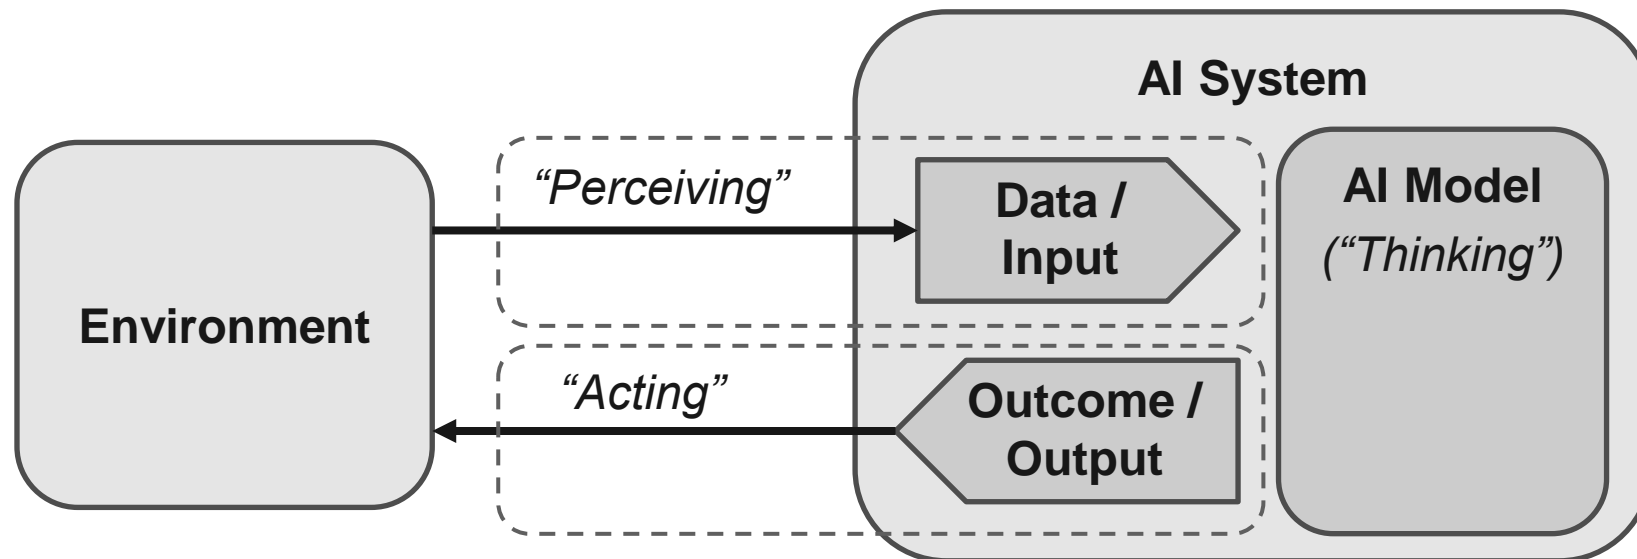 AI System
“Perceiving”
Data /
Input
AI Model
(“Thinking”)
Environment
“Acting”
Outcome /
Output